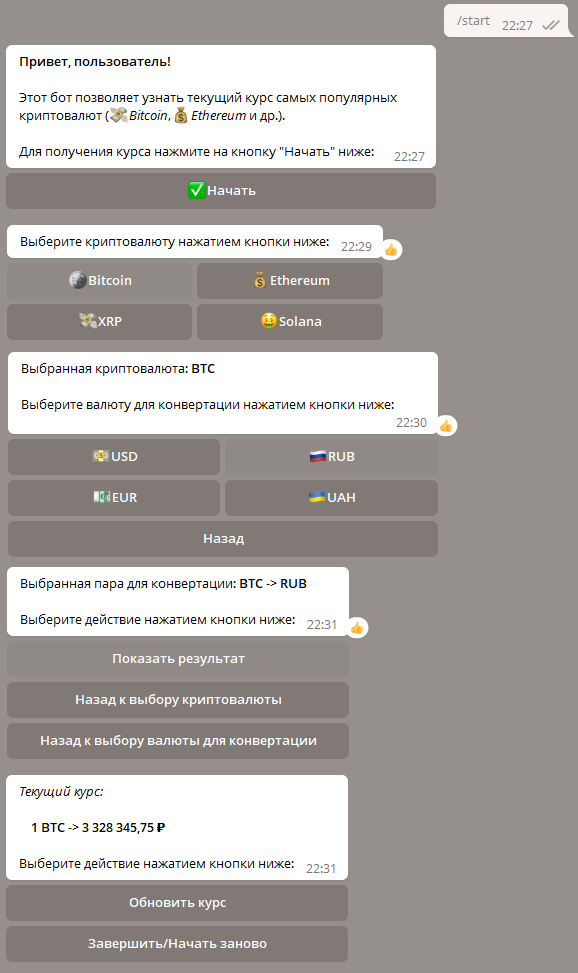 /start 22:27
Привет, пользователь!
Этот бот позволяет узнать текущий курс самых популярных
криптовалют (💸Bitcoin, 💰Ethereum и др.).
Для получения курса нажмите на кнопку "Начать" ниже: 22:27
✅Начать
Выберите криптовалюту нажатием кнопки ниже: 22:29
Bitcoin
Ethereum
XRP
Solana
Выбранная криптовалюта: BTC
Выберите валюту для конвертации нажатием кнопки ниже:
22:30
USD
RUB
EUR
UAH
Назад
Выбранная пара для конвертации: BTC -> RUB
Выберите действие нажатием кнопки ниже: 22:31
Показать результат
Назад к выбору криптовалюты
Назад к выбору валюты для конвертации
Текущий курс:
1 BTC -> 3 328 345,75 ₽
Выберите действие нажатием кнопки ниже: 22:31
Обновить курс
Завершить/Начать заново